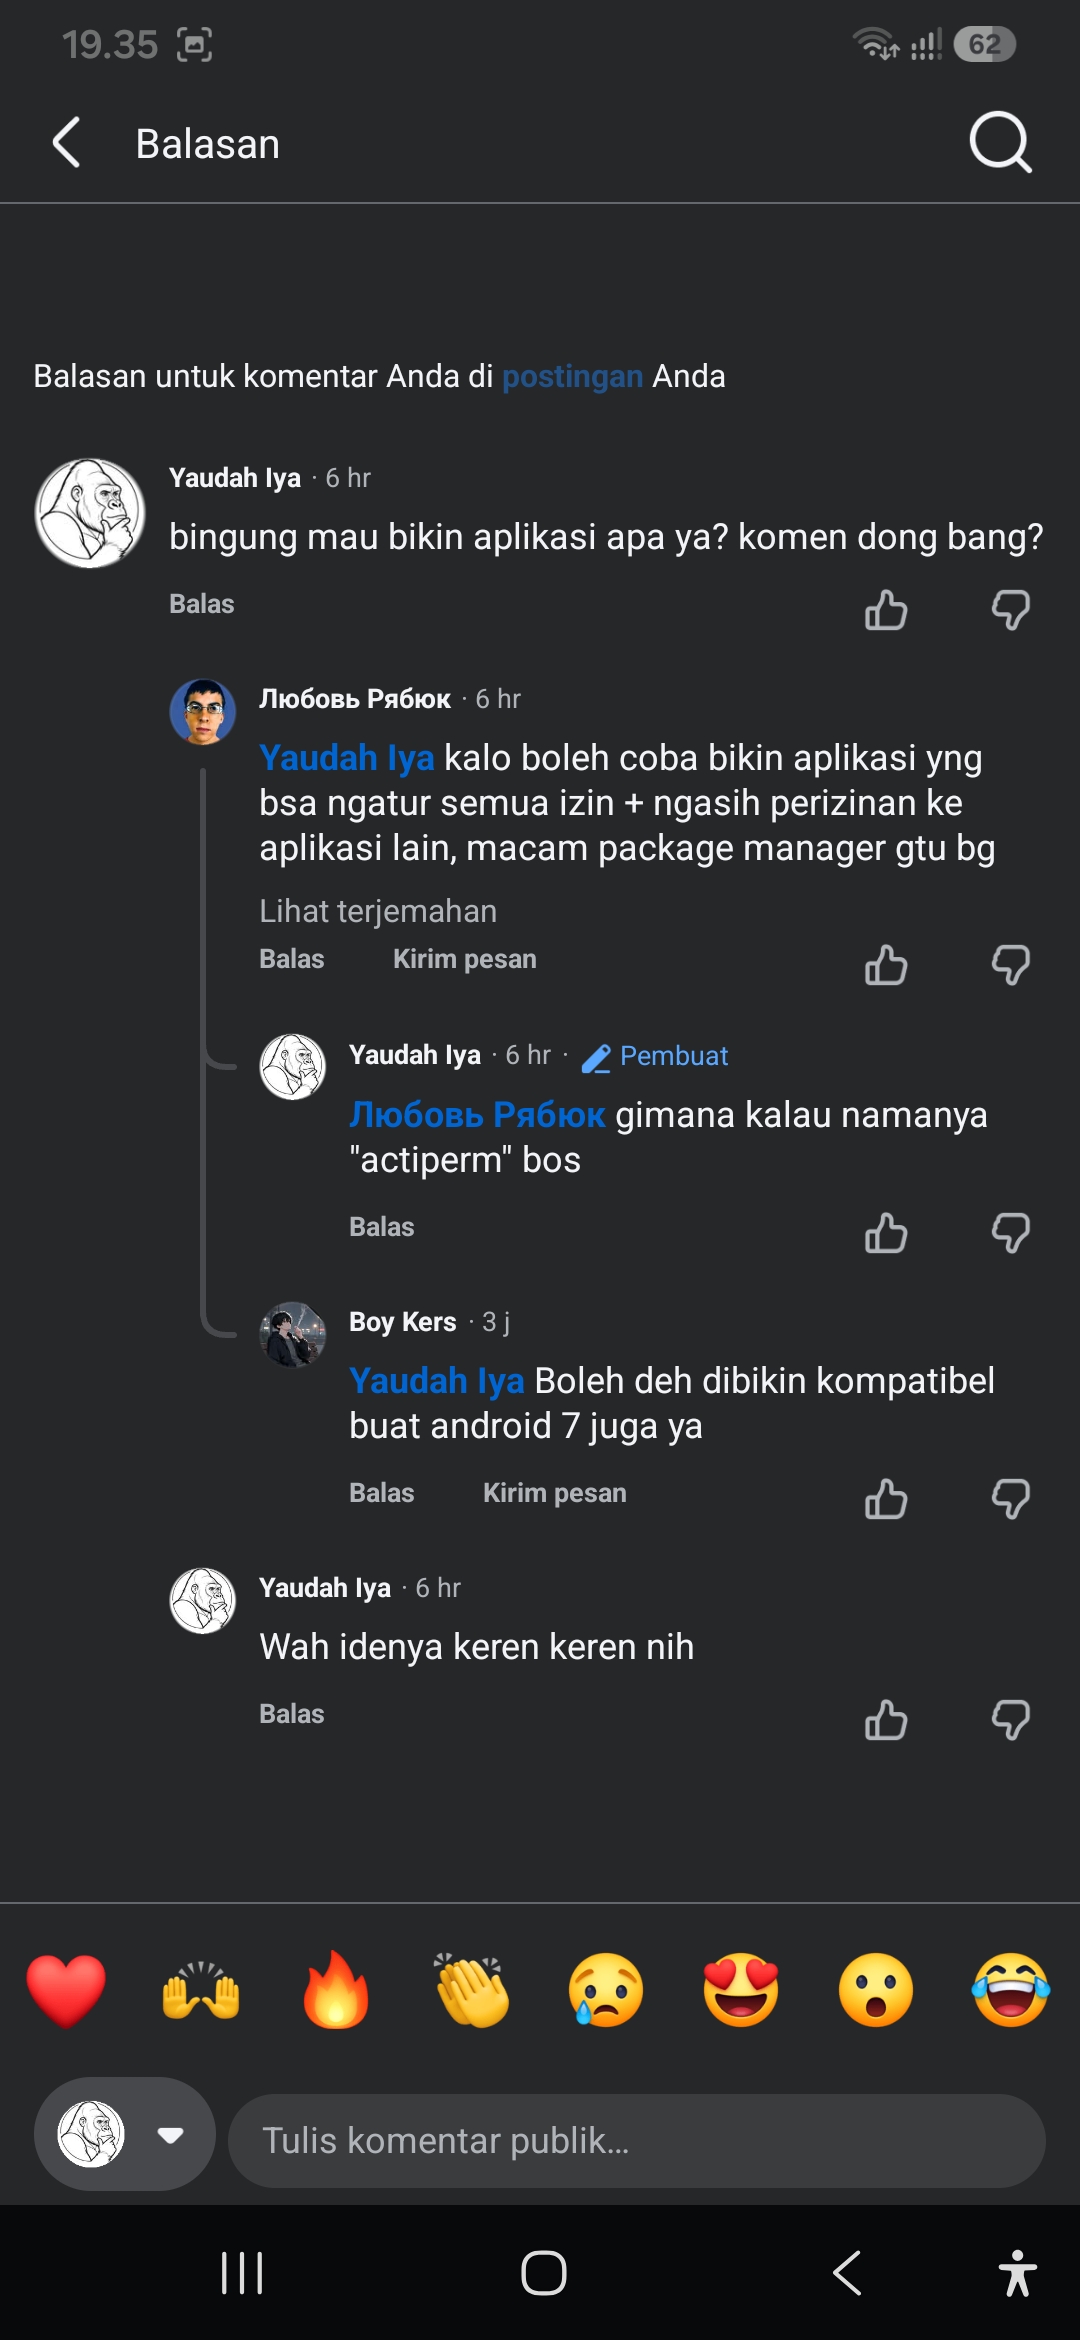 19.35
62
Balasan
Balasan untuk komentar Anda di postingan Anda
Yaudah Iya · 6 hr
bingung mau bikin aplikasi apa ya? komen dong bang?
Balas
Любовь Рябюк · 6 hr
Yaudah Iya kalo boleh coba bikin aplikasi yng
bsa ngatur semua izin + ngasih perizinan ke
aplikasi lain, macam package manager gtu bg
Lihat terjemahan
Balas Kirim pesan
Yaudah Iya · 6 hr · Pembuat
Любовь Рябюк gimana kalau namanya
"actiperm" bos
Balas
Boy Kers · 3 j
Yaudah Iya Boleh deh dibikin kompatibel
buat android 7 juga ya
Balas Kirim pesan
Yaudah Iya · 6 hr
Wah idenya keren keren nih
Balas
Tulis komentar publik...